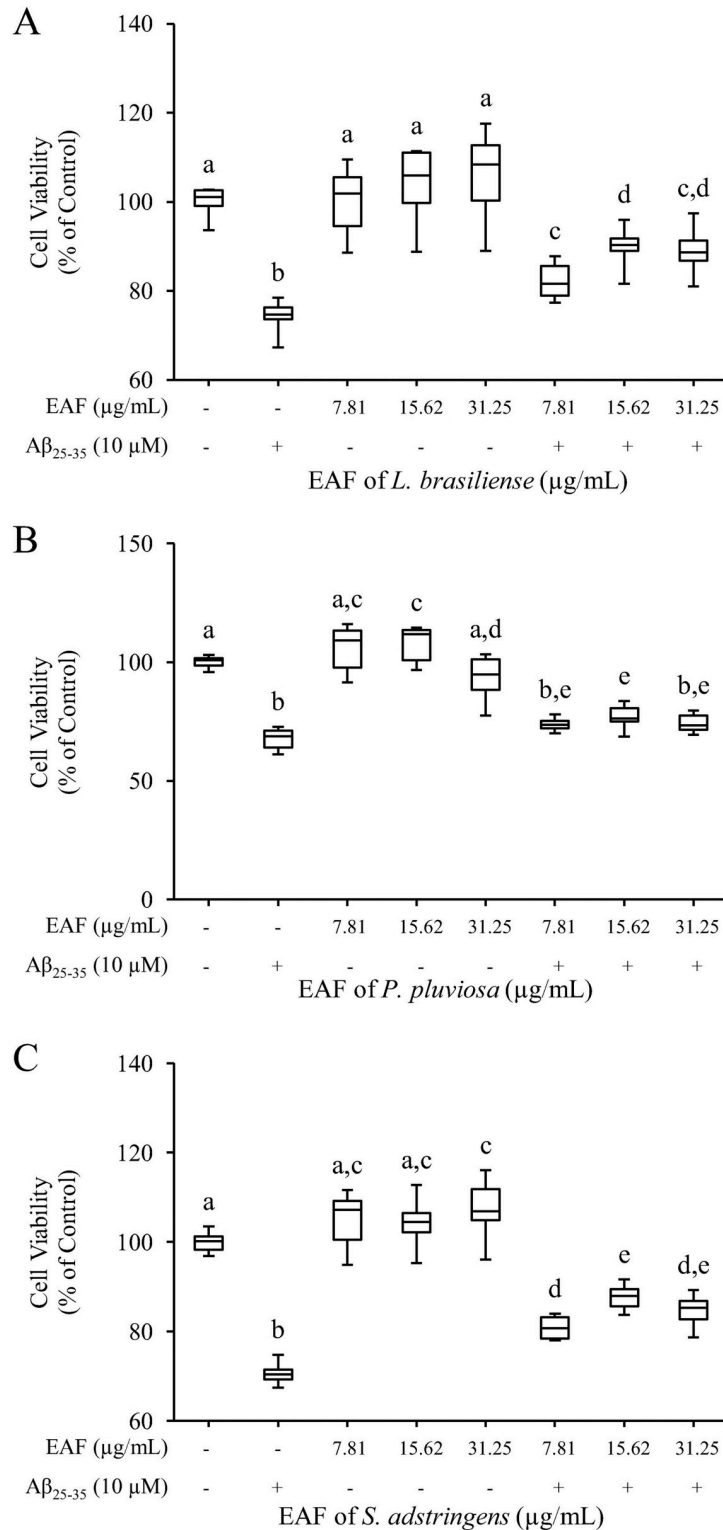 A
140
120
100
80
60
Cell Viability
(% of Control)
a b a a a c d c,d
EAF (µg/mL) - - 7.81 15.62 31.25 7.81 15.62 31.25
Aβ25-35 (10 µM) - + - - - + + +
EAF of L. brasiliense (µg/mL)
B
150
100
50
0
Cell Viability
(% of Control)
a b a,c c a,d b,e e b,e
EAF (µg/mL) - - 7.81 15.62 31.25 7.81 15.62 31.25
Aβ25-35 (10 µM) - + - - - + + +
EAF of P. pluviosa (µg/mL)
C
140
120
100
80
60
Cell Viability
(% of Control)
a b a,c a,c c d e d,e
EAF (µg/mL) - - 7.81 15.62 31.25 7.81 15.62 31.25
Aβ25-35 (10 µM) - + - - - + + +
EAF of S. adstringens (µg/mL)